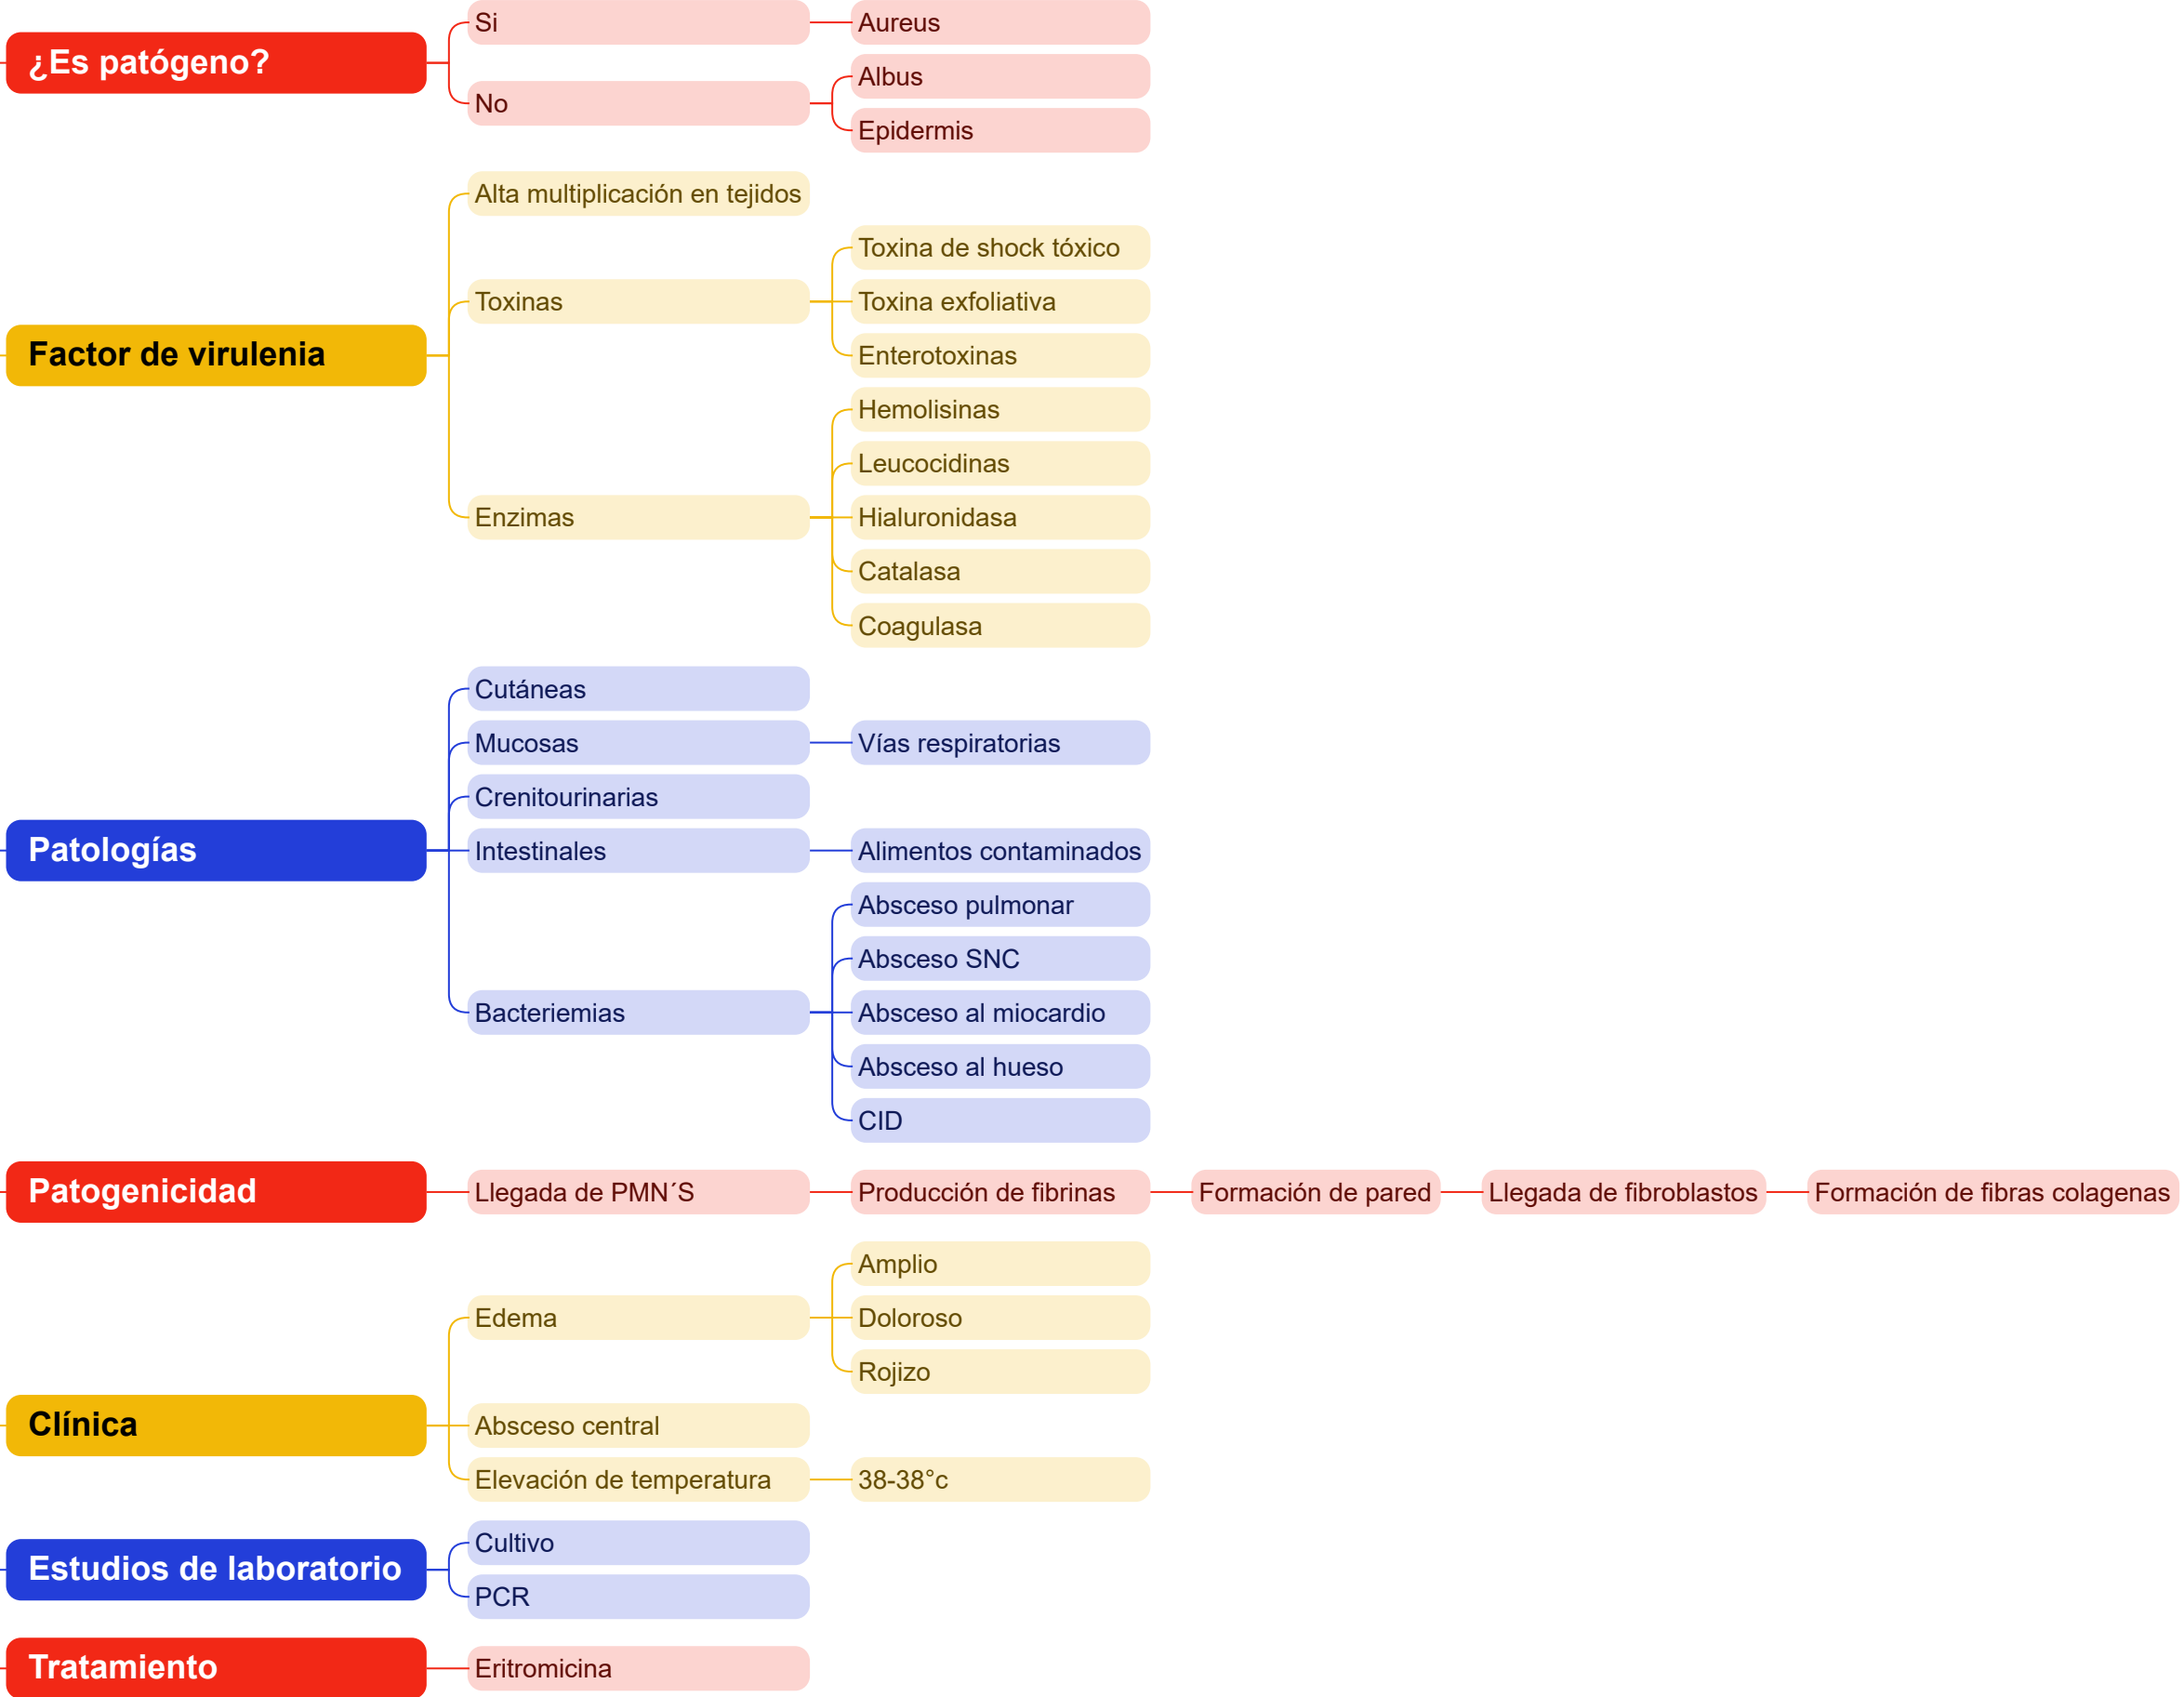 ¿Es patógeno?
Si
Aureus
No
Albus
Epidermis
Factor de virulenia
Alta multiplicación en tejidos
Toxinas
Toxina de shock tóxico
Toxina exfoliativa
Enterotoxinas
Enzimas
Hemolisinas
Leucocidinas
Hialuronidasa
Catalasa
Coagulasa
Patologías
Cutáneas
Mucosas
Vías respiratorias
Crenitourinarias
Intestinales
Alimentos contaminados
Bacteriemias
Absceso pulmonar
Absceso SNC
Absceso al miocardio
Absceso al hueso
CID
Patogenicidad
Llegada de PMN´S
Producción de fibrinas
Formación de pared
Llegada de fibroblastos
Formación de fibras colagenas
Clínica
Edema
Amplio
Doloroso
Rojizo
Absceso central
Elevación de temperatura
38-38°c
Estudios de laboratorio
Cultivo
PCR
Tratamiento
Eritromicina